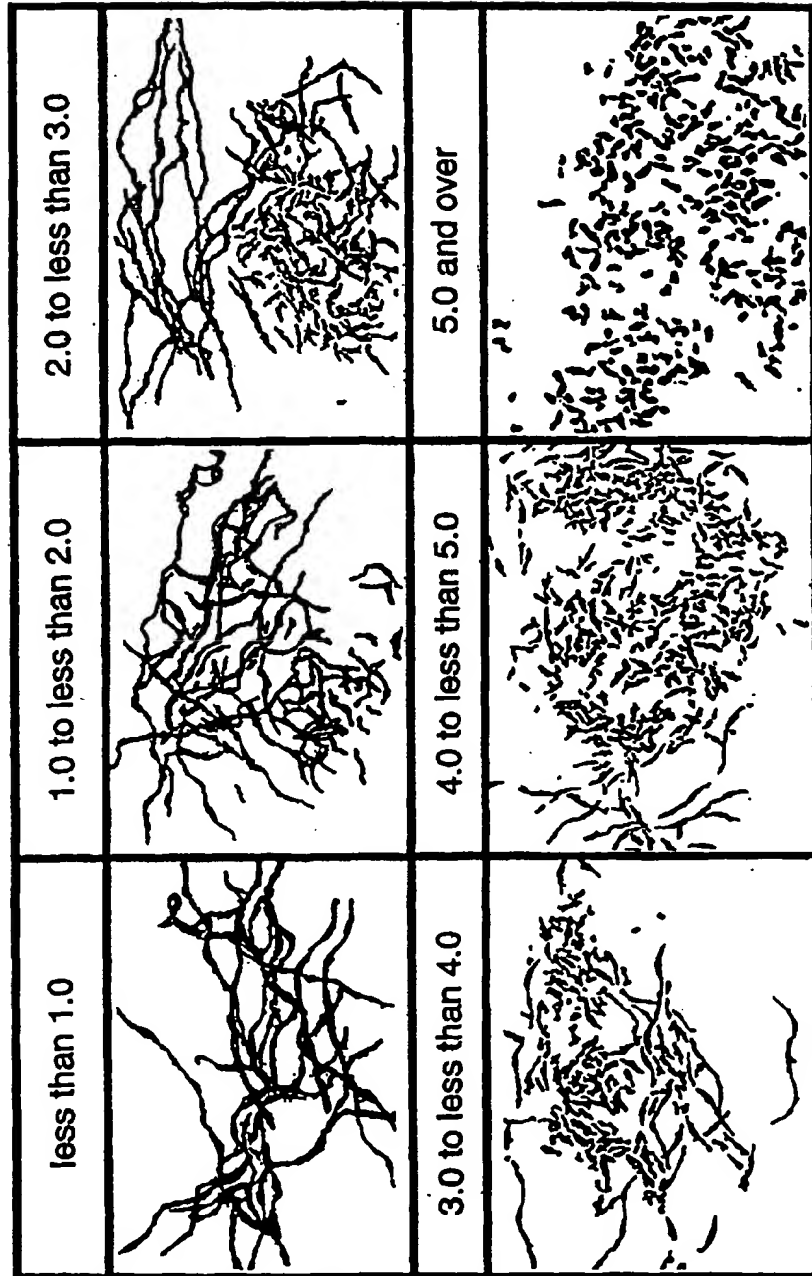 less than 1.0
1.0 to less than 2.0
2.0 to less than 3.0
3.0 to less than 4.0
4.0 to less than 5.0
5.0 and over